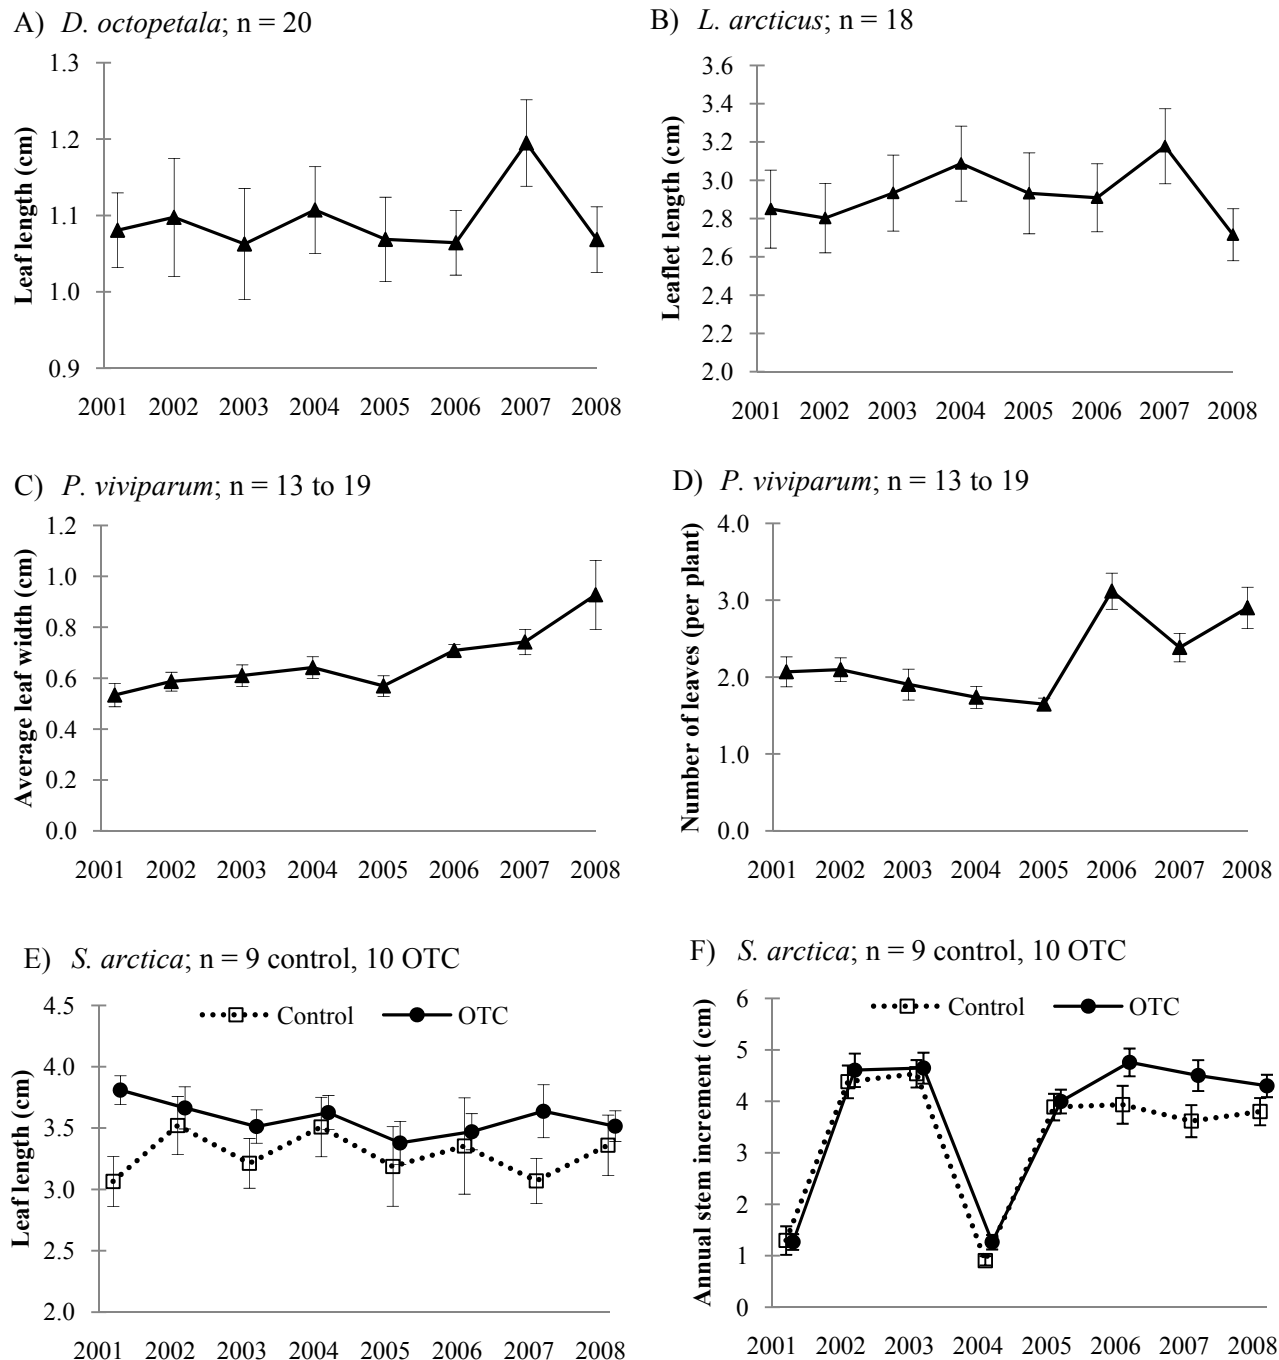 A) D. octopetala; n = 20
Leaf length (cm)
1.3
1.2
1.1
1.0
0.9
2001 2002 2003 2004 2005 2006 2007 2008
B) L. arcticus; n = 18
Leaflet length (cm)
3.6
3.4
3.2
3.0
2.8
2.6
2.4
2.2
2.0
2001 2002 2003 2004 2005 2006 2007 2008
C) P. viviparum; n = 13 to 19
Average leaf width (cm)
1.2
1.0
0.8
0.6
0.4
0.2
0.0
2001 2002 2003 2004 2005 2006 2007 2008
D) P. viviparum; n = 13 to 19
Number of leaves (per plant)
4.0
3.0
2.0
1.0
0.0
2001 2002 2003 2004 2005 2006 2007 2008
E) S. arctica; n = 9 control, 10 OTC
Control OTC
Leaf length (cm)
4.5
4.0
3.5
3.0
2.5
2.0
2001 2002 2003 2004 2005 2006 2007 2008
F) S. arctica; n = 9 control, 10 OTC
Control OTC
Annual stem increment (cm)
6
5
4
3
2
1
0
2001 2002 2003 2004 2005 2006 2007 2008